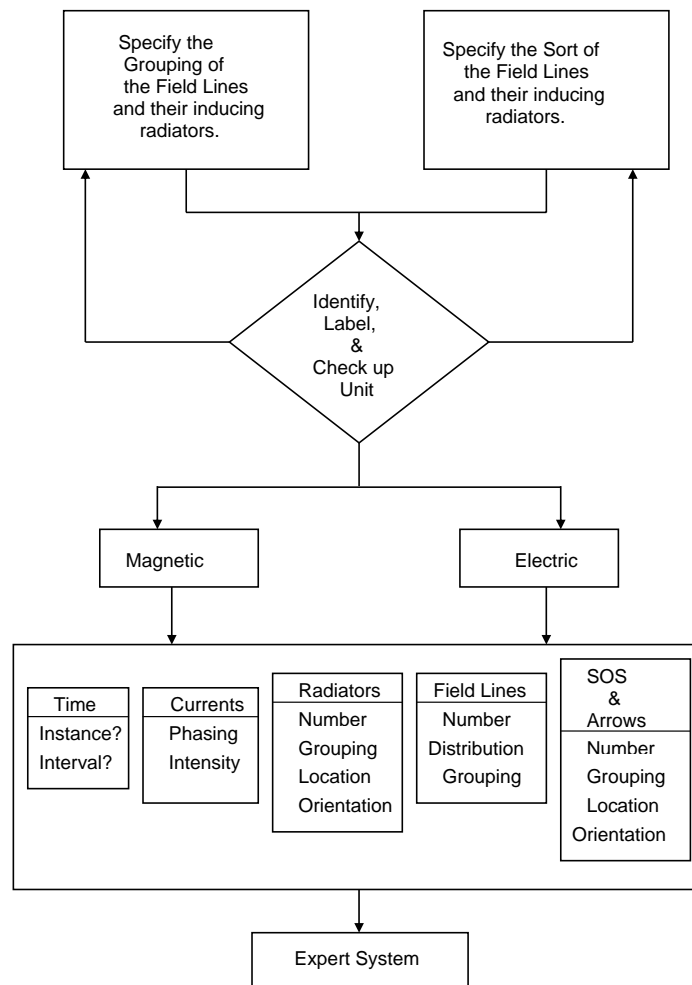 Specify the
Grouping of
the Field Lines
and their inducing
radiators.
Specify the Sort of
the Field Lines
and their inducing
radiators.
Identify,
Label,
&
Check up
Unit
Magnetic
Electric
Time
Instance?
Interval?
Currents
Phasing
Intensity
Radiators
Number
Grouping
Location
Orientation
Field Lines
Number
Distribution
Grouping
SOS
&
Arrows
Number
Grouping
Location
Orientation
Expert System